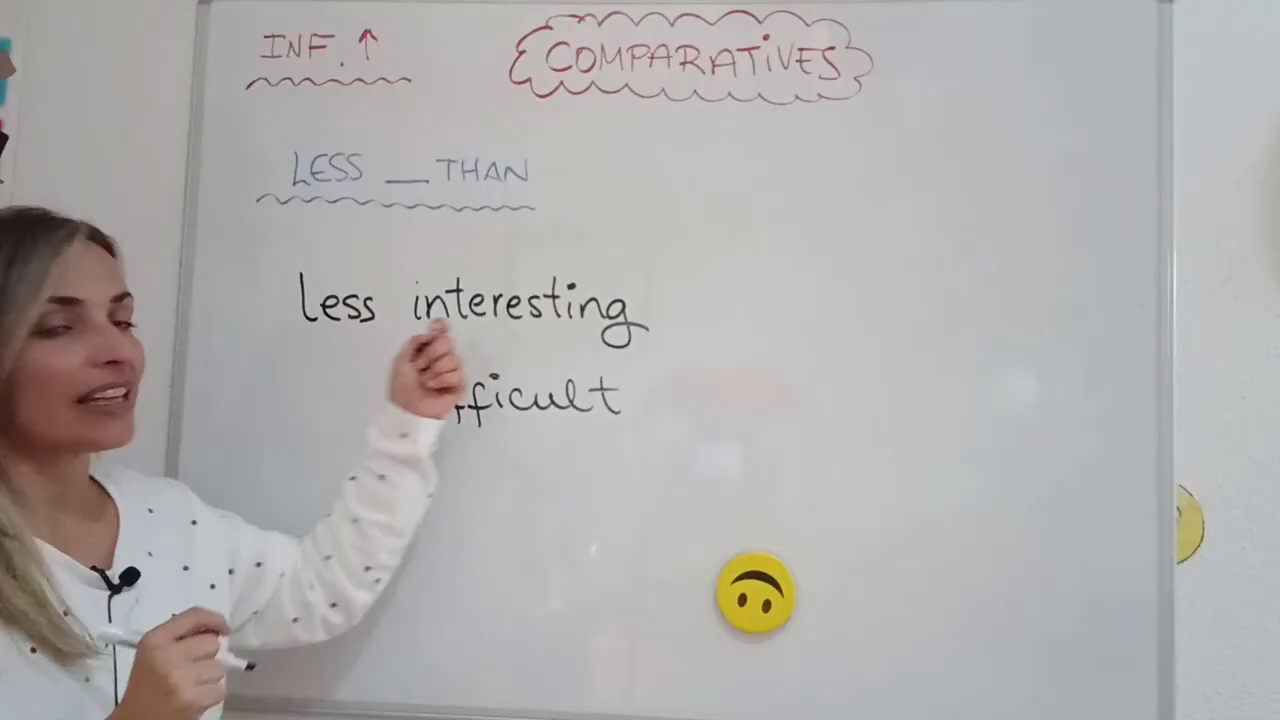 INF. ↑
COMPARATIVES
LESS __ THAN
less interesting